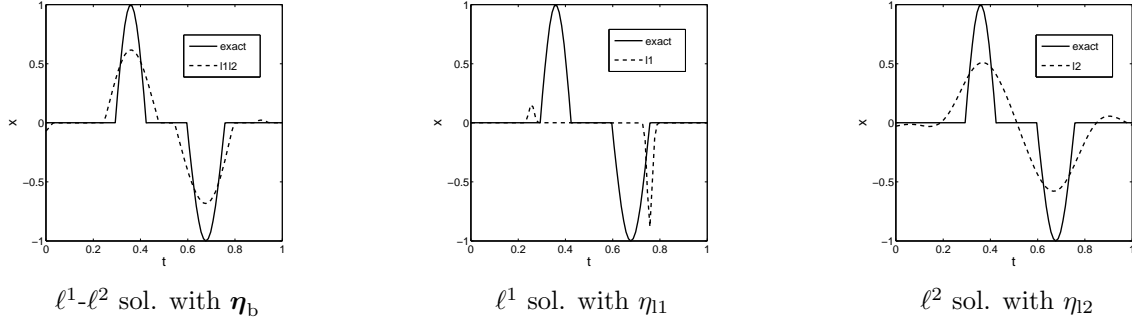 1
0.5
0
−0.5
−1
x
0 0.2 0.4 0.6 0.8 1
t
exact
l1l2
ℓ¹-ℓ² sol. with η_b
1
0.5
0
−0.5
−1
x
0 0.2 0.4 0.6 0.8 1
t
exact
l1
ℓ¹ sol. with η_l1
1
0.5
0
−0.5
−1
x
0 0.2 0.4 0.6 0.8 1
t
exact
l2
ℓ² sol. with η_l2